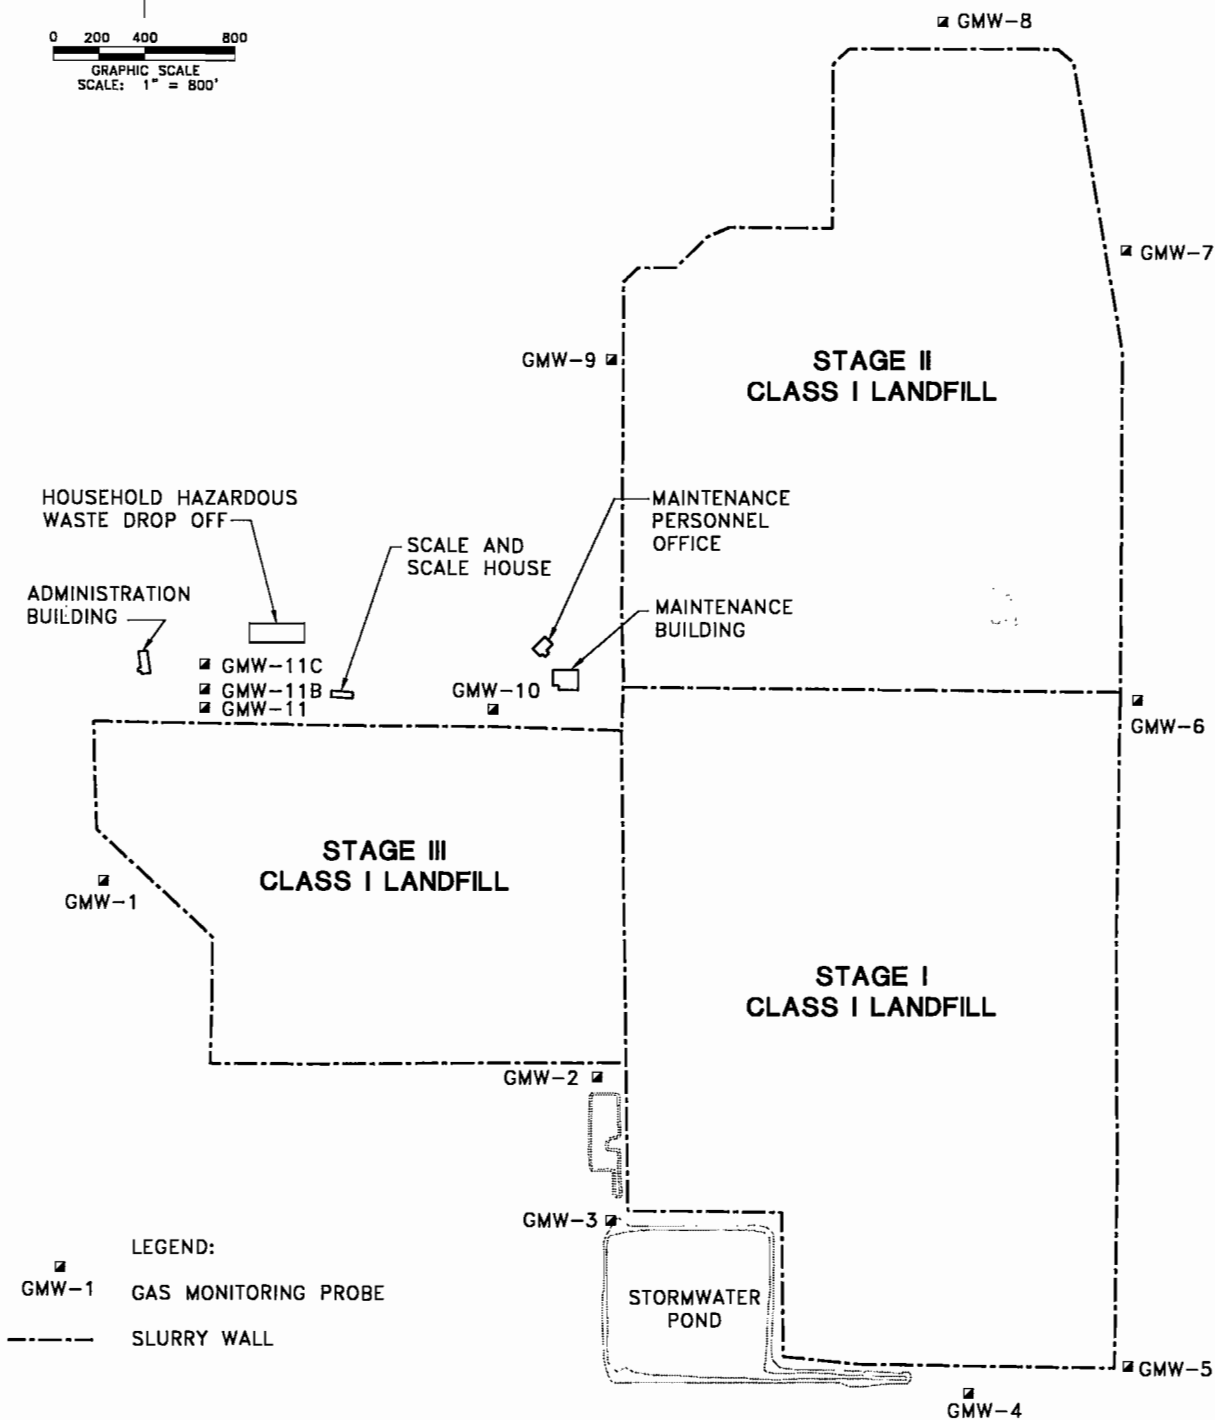 0 200 400 800
GRAPHIC SCALE
SCALE: 1" = 800'
GMW-8
GMW-7
GMW-9
STAGE II
CLASS I LANDFILL
HOUSEHOLD HAZARDOUS
WASTE DROP OFF
MAINTENANCE
PERSONNEL
OFFICE
SCALE AND
SCALE HOUSE
ADMINISTRATION
BUILDING
MAINTENANCE
BUILDING
GMW-11C
GMW-11B
GMW-11
GMW-10
GMW-6
STAGE III
CLASS I LANDFILL
GMW-1
STAGE I
CLASS I LANDFILL
GMW-2
GMW-3
STORMWATER
POND
LEGEND:
GMW-1 GAS MONITORING PROBE
SLURRY WALL
GMW-5
GMW-4